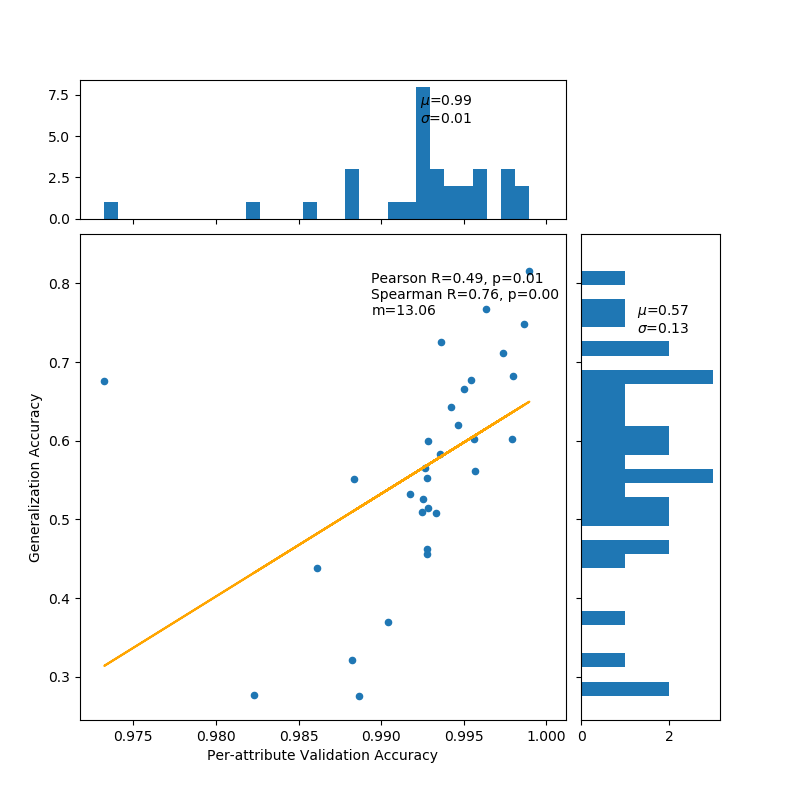 7.5
5.0
2.5
0.0
μ=0.99
σ=0.01
Pearson R=0.49, p=0.01
Spearman R=0.76, p=0.00
m=13.06
μ=0.57
σ=0.13
0.8
0.7
0.6
0.5
0.4
0.3
Generalization Accuracy
0.975 0.980 0.985 0.990 0.995 1.000
0 2
Per-attribute Validation Accuracy